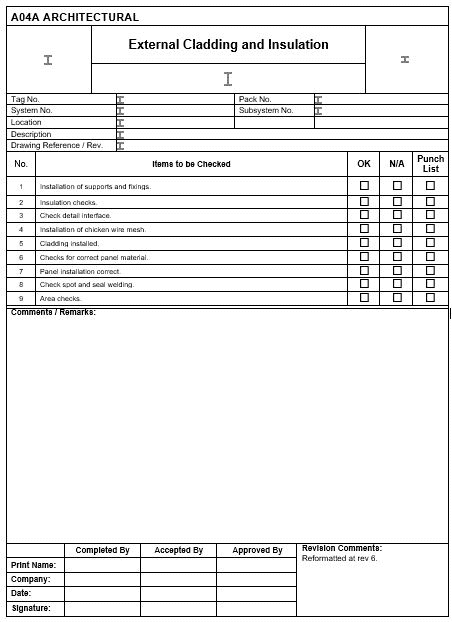 A04A ARCHITECTURAL
External Cladding and Insulation
Tag No. Pack No.
System No. Subsystem No.
Location
Description
Drawing Reference / Rev.
No. Items to be Checked OK N/A Punch List
1 Installation of supports and fixings.
2 Insulation checks.
3 Check detail interface.
4 Installation of chicken wire mesh.
5 Cladding installed.
6 Checks for correct panel material.
7 Panel installation correct.
8 Check spot and seal welding.
9 Area checks.
Comments / Remarks:
Completed By Accepted By Approved By Revision Comments:
Reformatted at rev 6.
Print Name:
Company:
Date:
Signature: